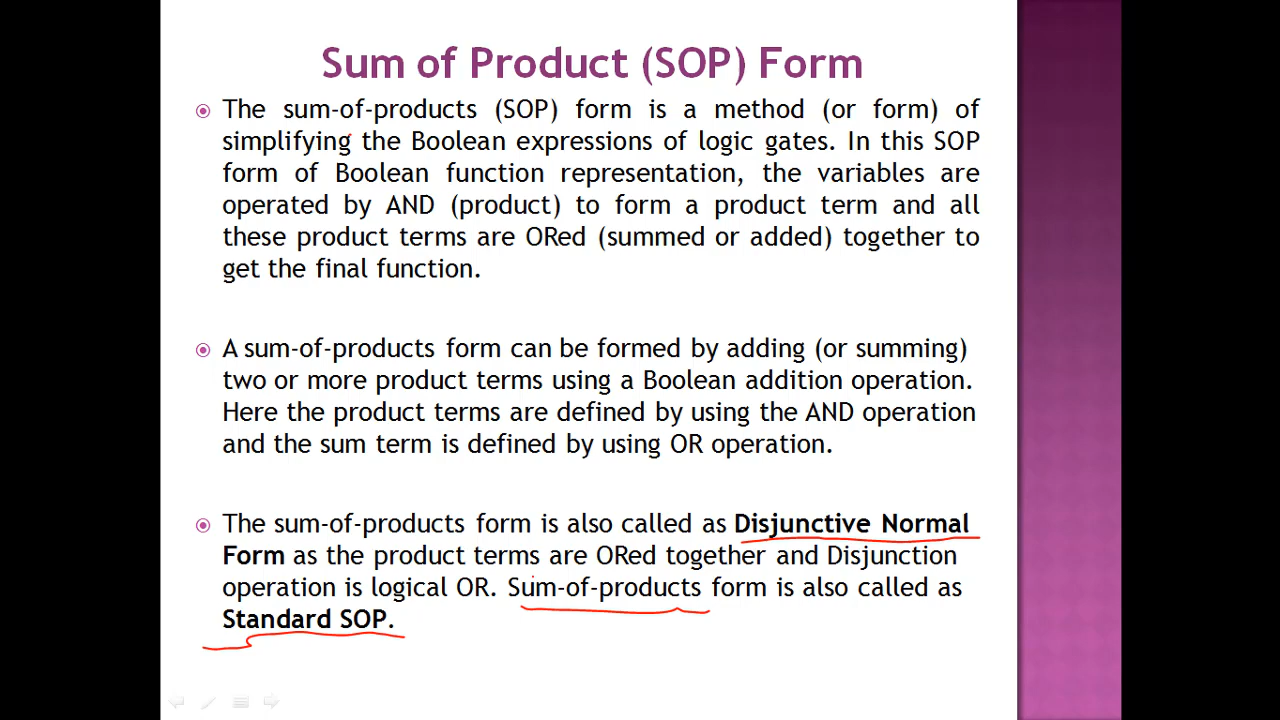 Sum of Product (SOP) Form
The sum-of-products (SOP) form is a method (or form) of
simplifying the Boolean expressions of logic gates. In this SOP
form of Boolean function representation, the variables are
operated by AND (product) to form a product term and all
these product terms are ORed (summed or added) together to
get the final function.
A sum-of-products form can be formed by adding (or summing)
two or more product terms using a Boolean addition operation.
Here the product terms are defined by using the AND operation
and the sum term is defined by using OR operation.
The sum-of-products form is also called as Disjunctive Normal
Form as the product terms are ORed together and Disjunction
operation is logical OR. Sum-of-products form is also called as
Standard SOP.